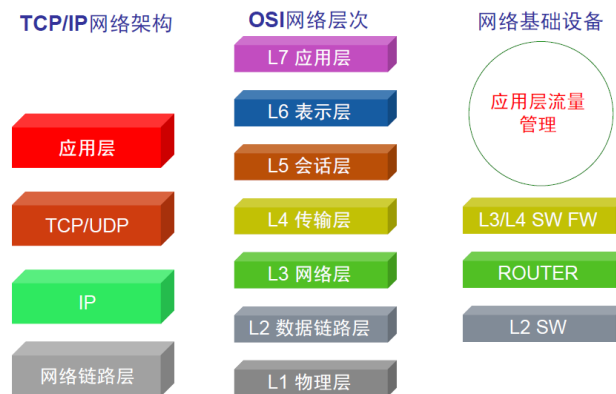 TCP/IP网络架构
应用层
TCP/UDP
IP
网络链路层
OSI网络层次
L7 应用层
L6 表示层
L5 会话层
L4 传输层
L3 网络层
L2 数据链路层
L1 物理层
网络基础设备
应用层流量
管理
L3/L4 SW FW
ROUTER
L2 SW